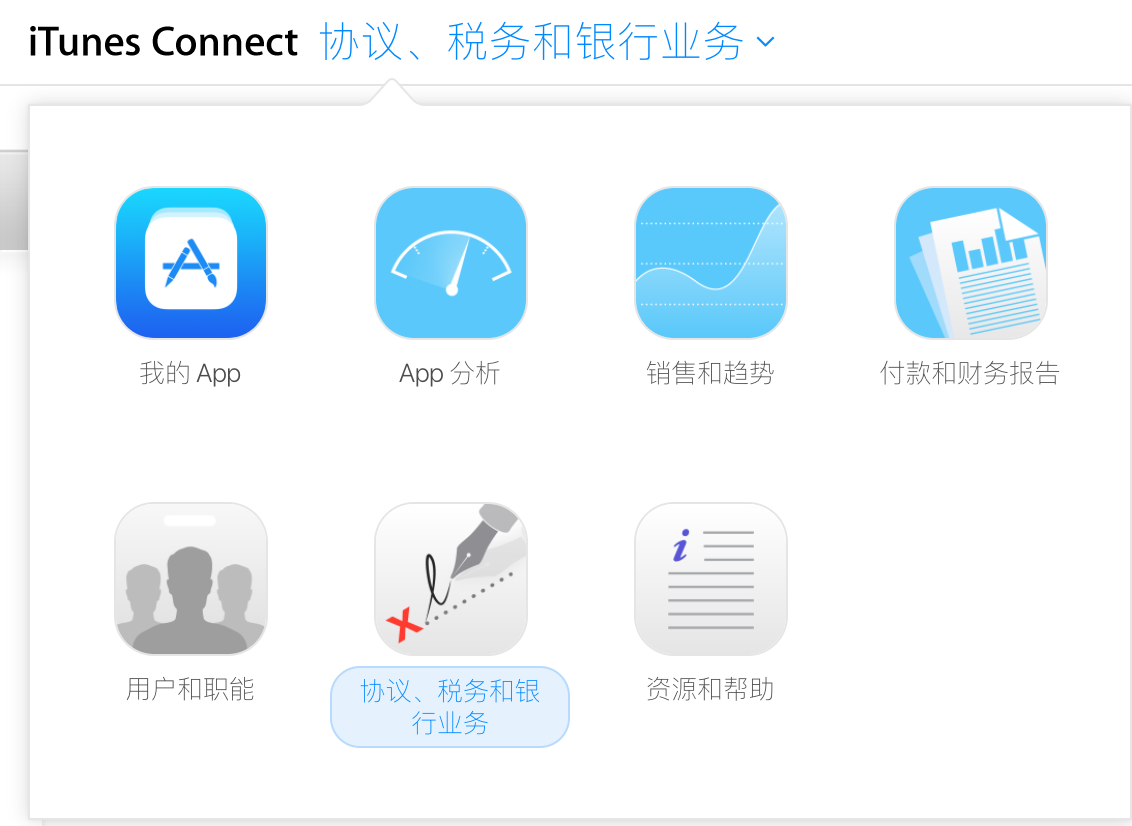 iTunes Connect 协议、税务和银行业务
我的 App
App 分析
销售和趋势
付款和财务报告
用户和职能
协议、税务和银
行业务
资源和帮助